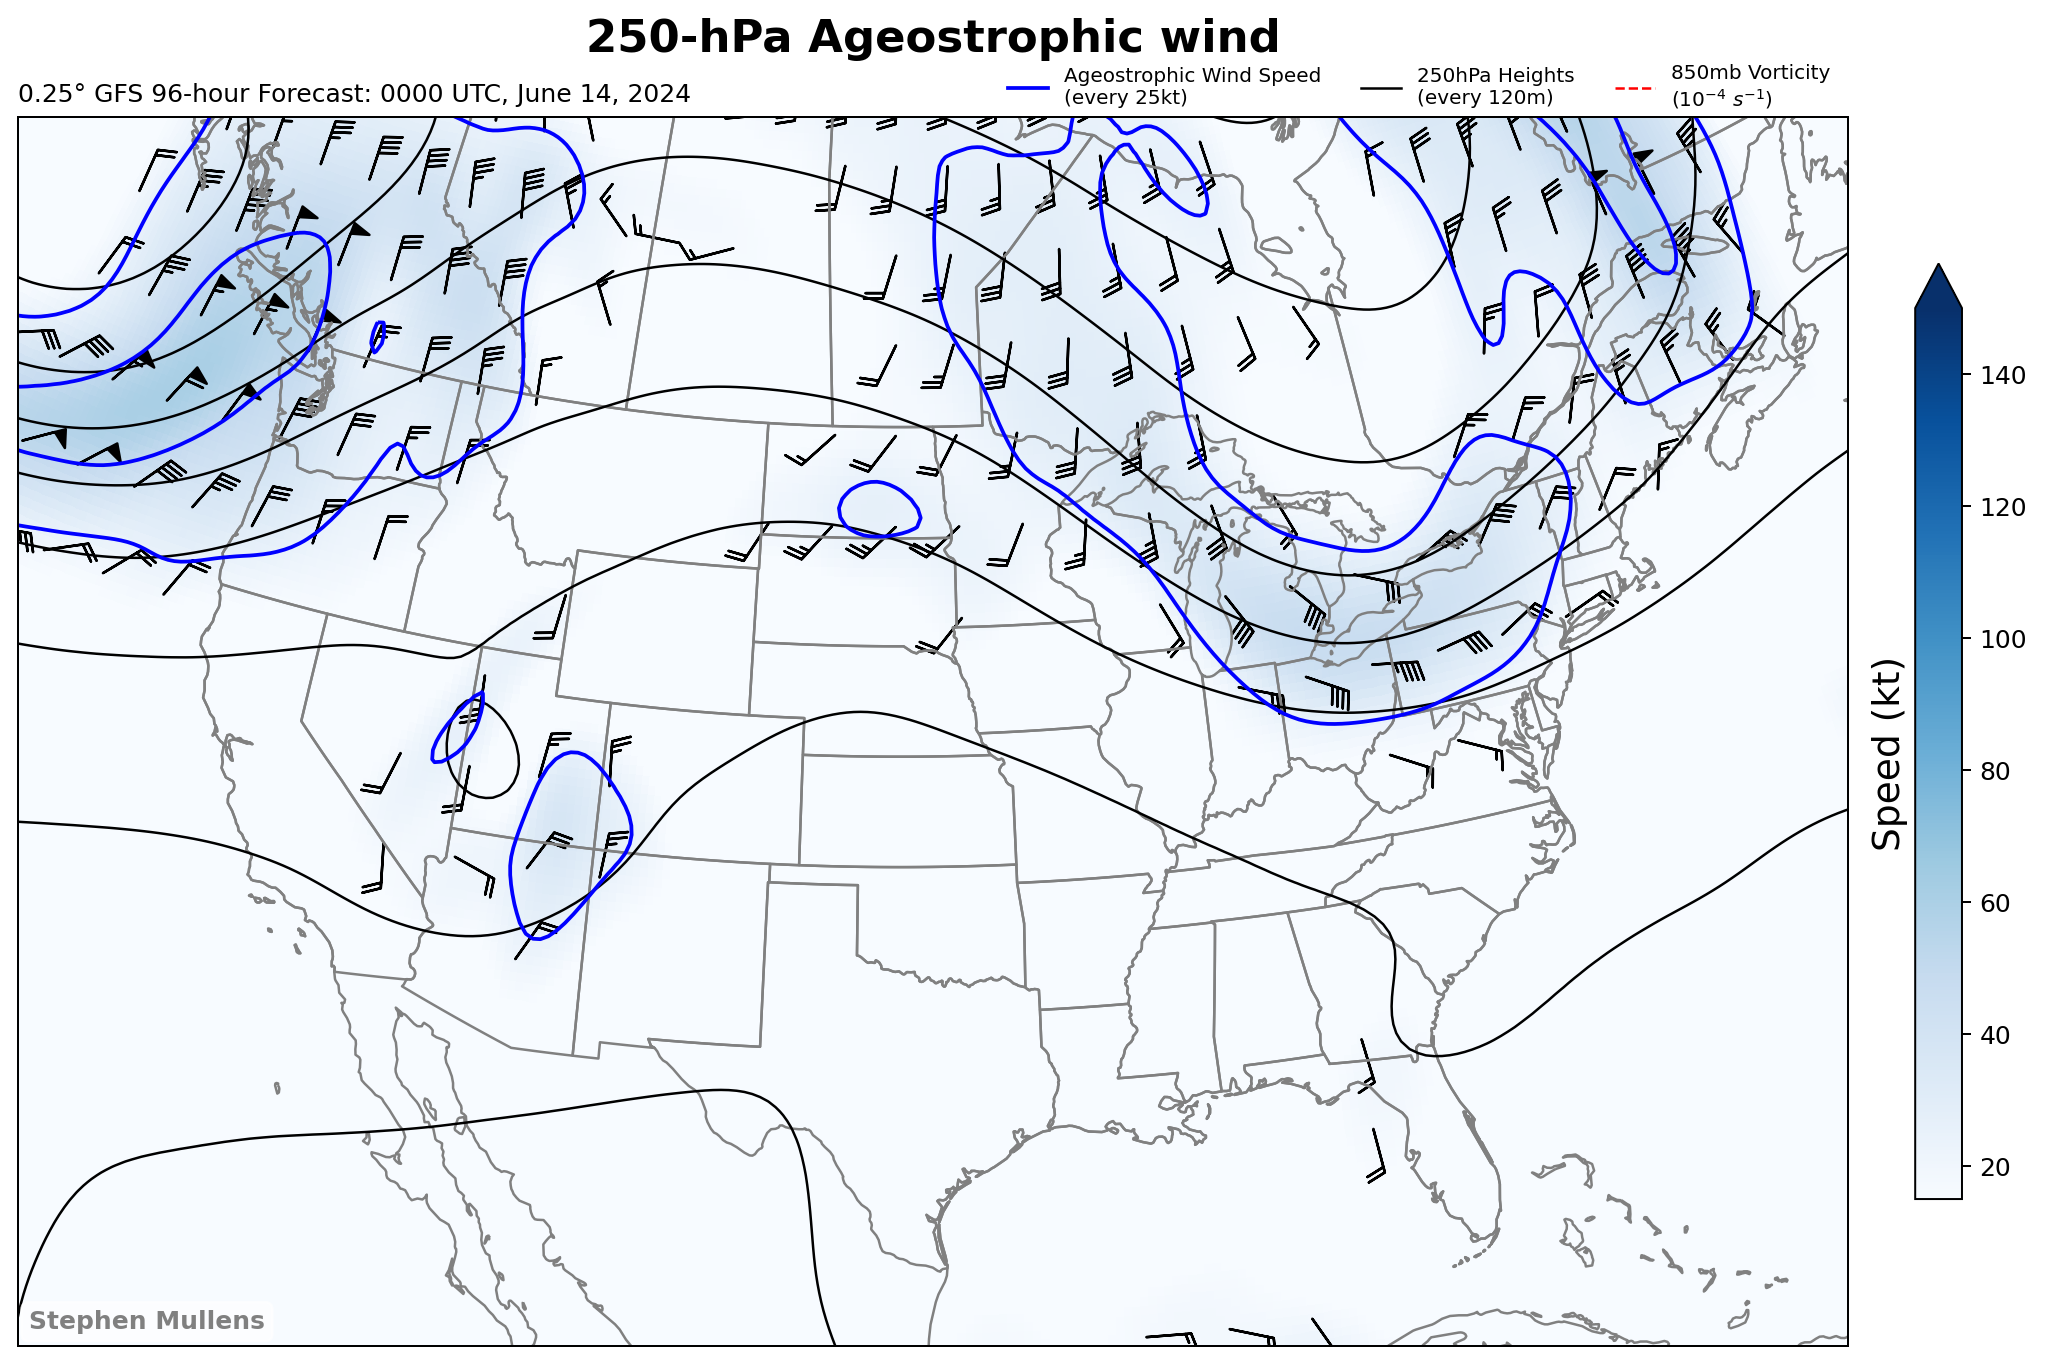 250-hPa Ageostrophic wind
0.25° GFS 96-hour Forecast: 0000 UTC, June 14, 2024
Ageostrophic Wind Speed
(every 25kt)
250hPa Heights
(every 120m)
850mb Vorticity
(10⁻⁴ s⁻¹)
140
120
100
80
60
40
20
Speed (kt)
Stephen Mullens